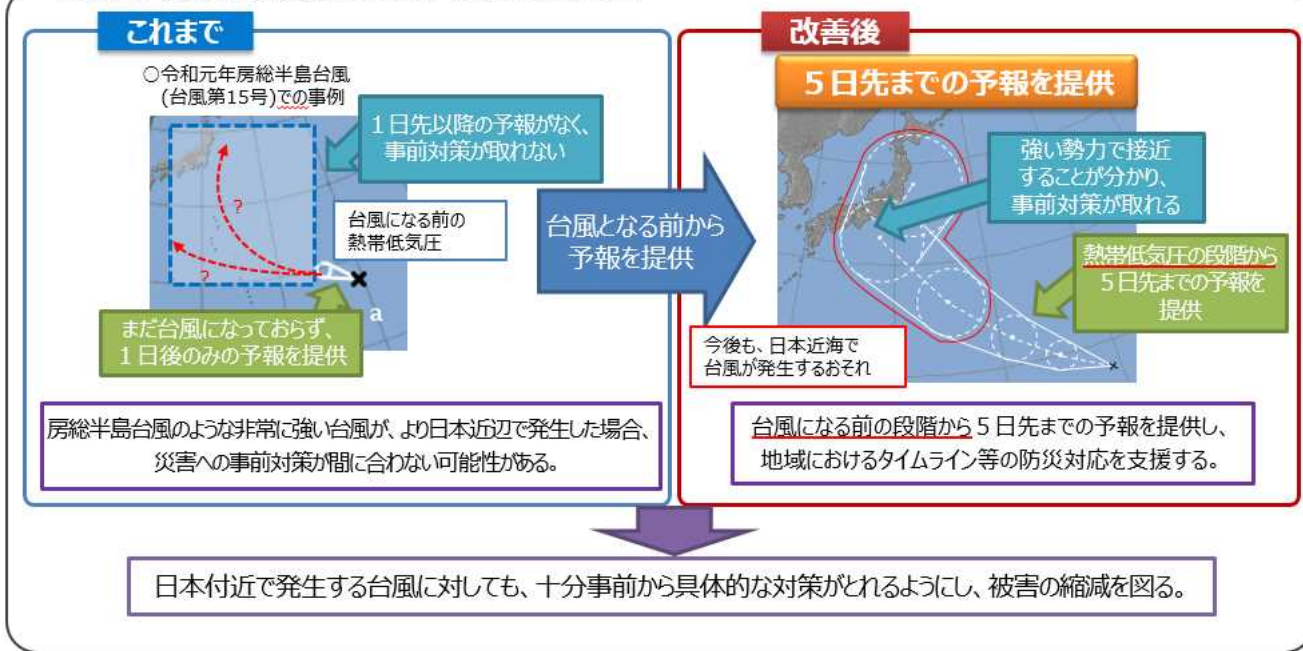 これまで
○令和元年房総半島台風
(台風第15号)での事例
1日先以降の予報がなく、
事前対策が取れない
?
?
台風になる前の
熱帯低気圧
a
まだ台風になっておらず、
1日後のみの予報を提供
房総半島台風のような非常に強い台風が、より日本近辺で発生した場合、
災害への事前対策が間に合わない可能性がある。
台風となる前から
予報を提供
改善後
5日先までの予報を提供
強い勢力で接近
することが分かり、
事前対策が取れる
熱帯低気圧の段階から
5日先までの予報を
提供
今後も、日本近海で
台風が発生するおそれ
台風になる前の段階から5日先までの予報を提供し、
地域におけるタイムライン等の防災対応を支援する。
日本付近で発生する台風に対しても、十分事前から具体的な対策がとれるようにし、被害の縮減を図る。